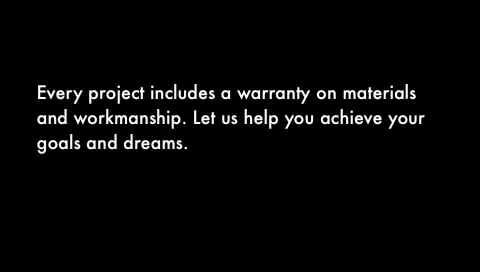 Every project includes a warranty on materials
and workmanship. Let us help you achieve your
goals and dreams.